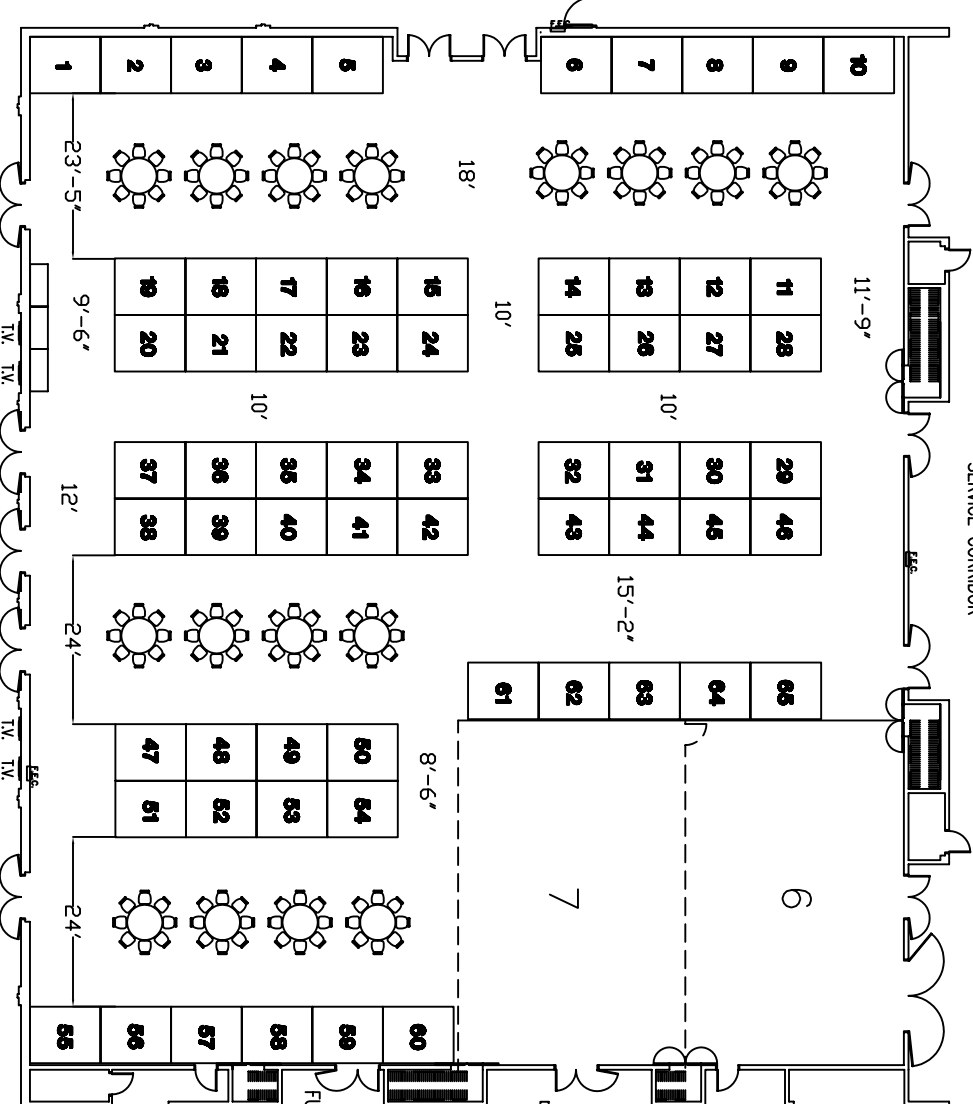 F.E.C.
1 2 3 4 5 6 7 8 9 10
23'-5"
18'
19 18 17 16 15 14 13 12 11
11'-9"
9'-6"
10'
T.V.
T.V.
20 21 22 23 24 25 26 27 28
10'
10'
37 36 35 34 33 32 31 30 29
12'
38 39 40 41 42 43 44 45 46
SERVICE CORRIDOR
F.E.C.
15'-2"
24'
61 62 63 64 65
47 48 49 50
8'-6"
T.V.
T.V.
F.E.C.
51 52 53 54
7
6
24'
55 56 57 58 59 60